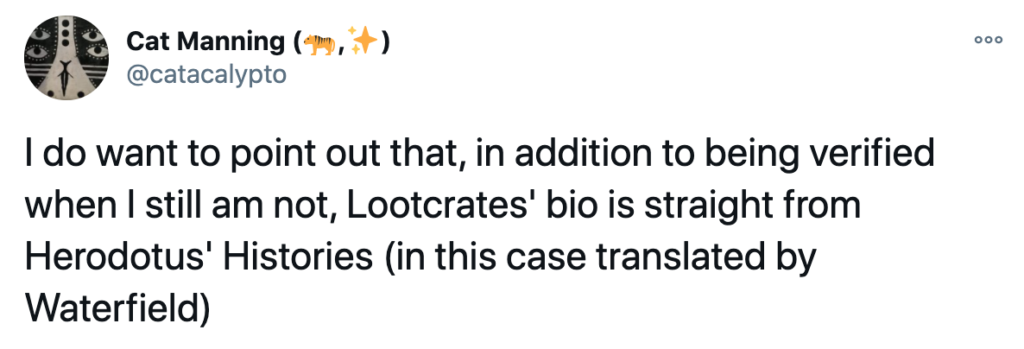 Cat Manning (🐅,✨)
@catacalypto
I do want to point out that, in addition to being verified
when I still am not, Lootcrates' bio is straight from
Herodotus' Histories (in this case translated by
Waterfield)